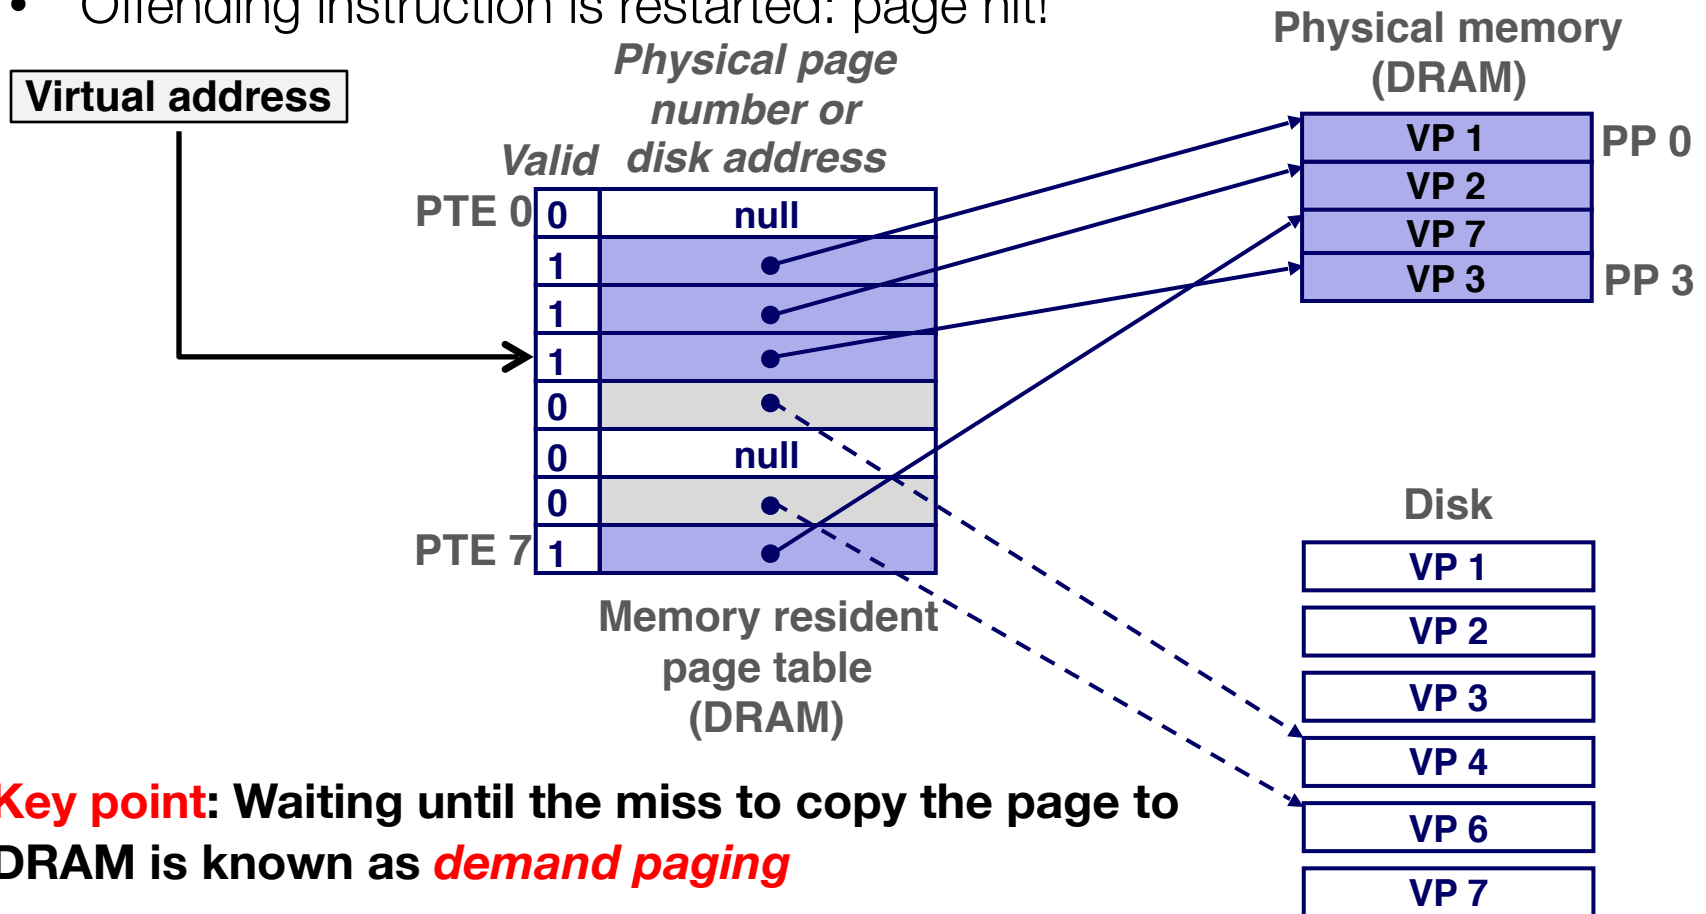 • Offending instruction is restarted: page hit!
Virtual address
Physical page
number or
disk address
Valid
PTE 0
0 null
1
1
1
0
0 null
0
PTE 7
1
Memory resident
page table
(DRAM)
Physical memory
(DRAM)
VP 1 PP 0
VP 2
VP 7
VP 3 PP 3
Disk
VP 1
VP 2
VP 3
VP 4
VP 6
VP 7
Key point: Waiting until the miss to copy the page to
DRAM is known as demand paging